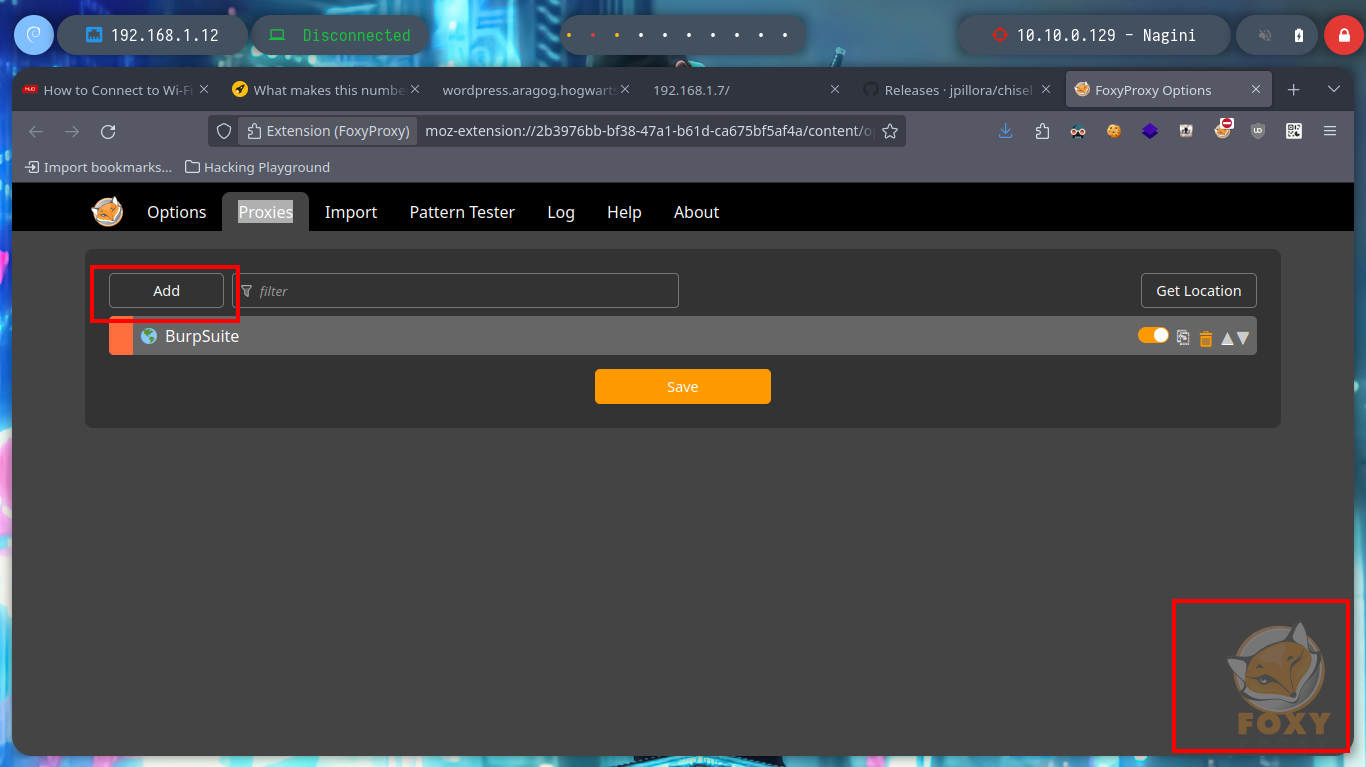 192.168.1.12
Disconnected
10.10.0.129 - Nagini
How to Connect to Wi-Fi
What makes this numbe
wordpress.aragog.hogwarts
192.168.1.7/
Releases · jpillora/chisel
FoxyProxy Options
Extension (FoxyProxy)
moz-extension://2b3976bb-bf38-47a1-b61d-ca675bf5af4a/content/o
Import bookmarks...
Hacking Playground
Options
Proxies
Import
Pattern Tester
Log
Help
About
Add
filter
Get Location
BurpSuite
Save
FOXY